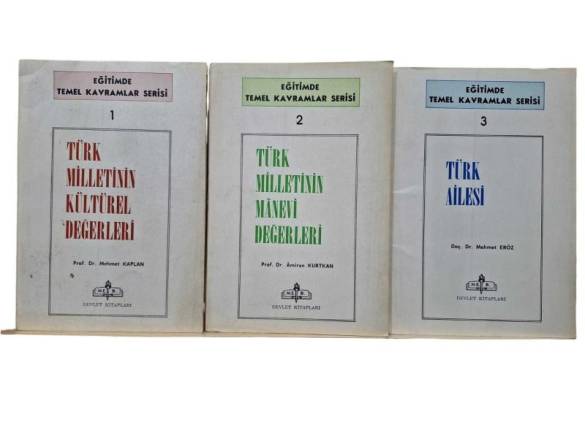 EĞİTİMDE
TEMEL KAVRAMLAR SERİSİ
1
TÜRK
MİLLETİNİN
KÜLTÜREL
DEĞERLERİ
Prof. Dr. Mehmet KAPLAN
M.E. B.
DEVLET KİTAPLARI
EĞİTİMDE
TEMEL KAVRAMLAR SERİSİ
2
TÜRK
MİLLETİNİN
MÂNEVİ
DEĞERLERİ
Prof. Dr. Âmiran KURTKAN
M.E. B.
DEVLET KİTAPLARI
EĞİTİMDE
TEMEL KAVRAMLAR SERİSİ
3
TÜRK
AİLESİ
Doç. Dr. Mehmet ERÖZ
M.E. B.
DEVLET KİTAPLARI